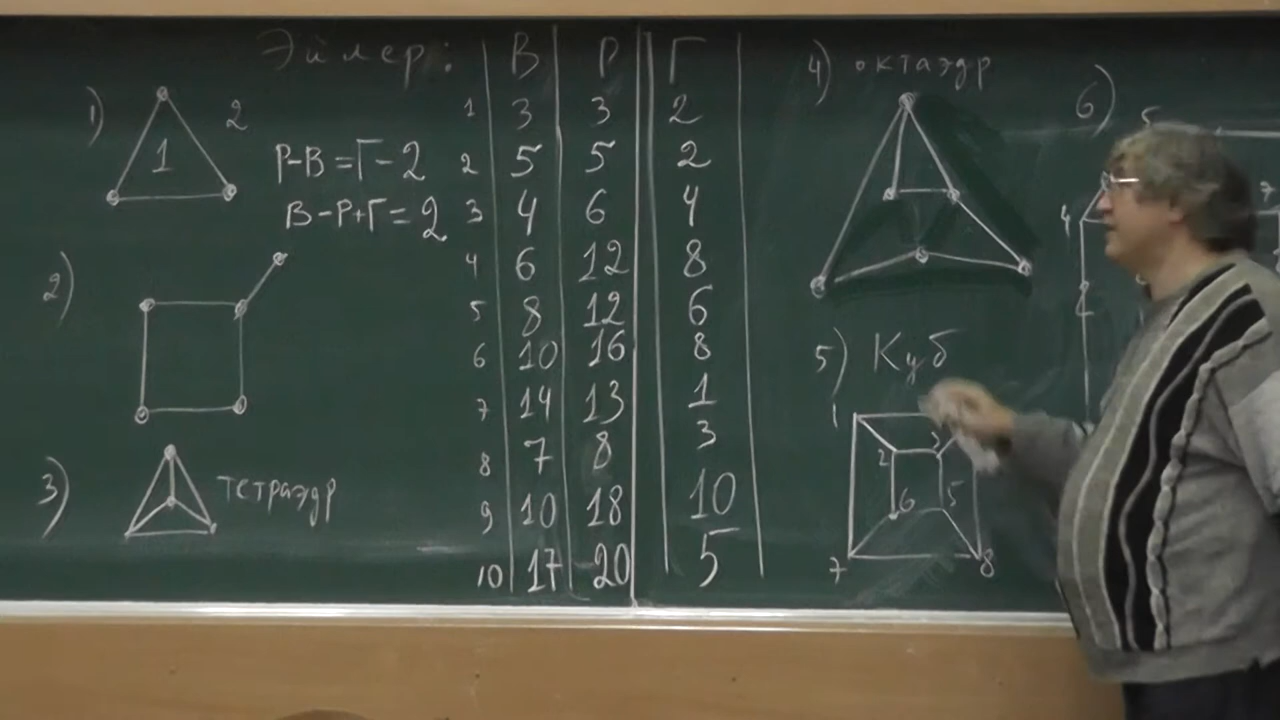 Эйлер: В Р Г
1 3 3 2
2 5 5 2
3 4 6 4
4 6 12 8
5 8 12 6
6 10 16 8
7 14 13 1
8 7 8 3
9 10 18 10
10 17 20 5
1)
1
2
Р-В=Г-2
В-Р+Г=2
2)
3) тетраэдр
4) октаэдр
5) Куб
1
2 3
6 5
7 8
6)
5
4
7